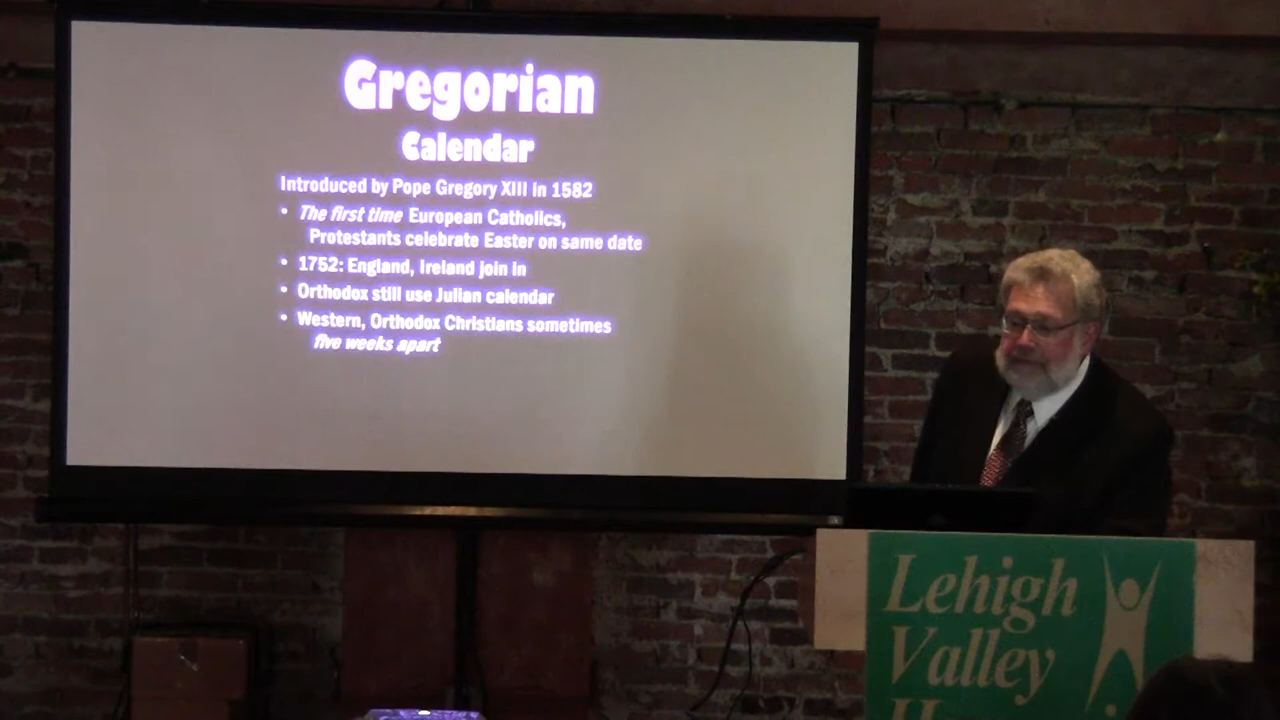 Gregorian
Calendar
Introduced by Pope Gregory XIII in 1582
• The first time European Catholics,
Protestants celebrate Easter on same date
• 1752: England, Ireland join in
• Orthodox still use Julian calendar
• Western, Orthodox Christians sometimes
five weeks apart
Lehigh
Valley